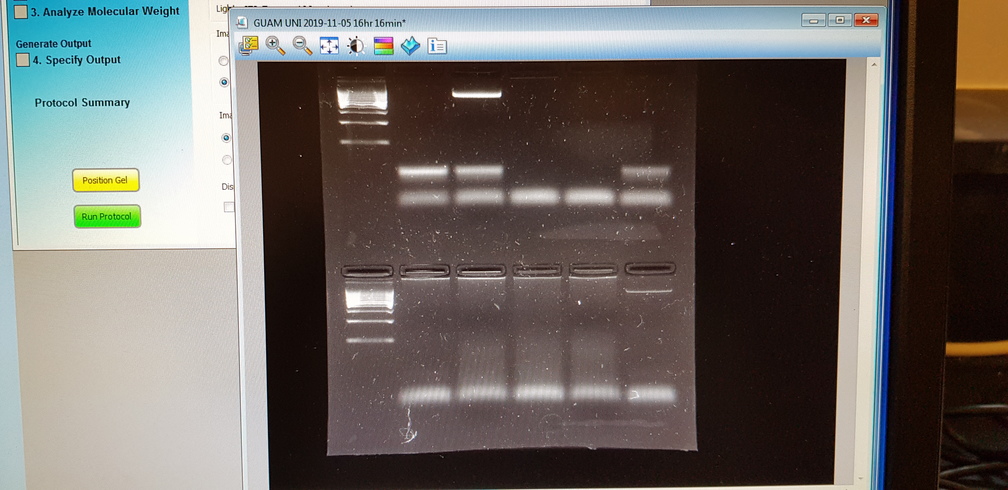 3. Analyze Molecular Weight
Generate Output
4. Specify Output
Protocol Summary
Position Gel
Run Protocol
GUAM UNI 2019-11-05 16hr 16min*